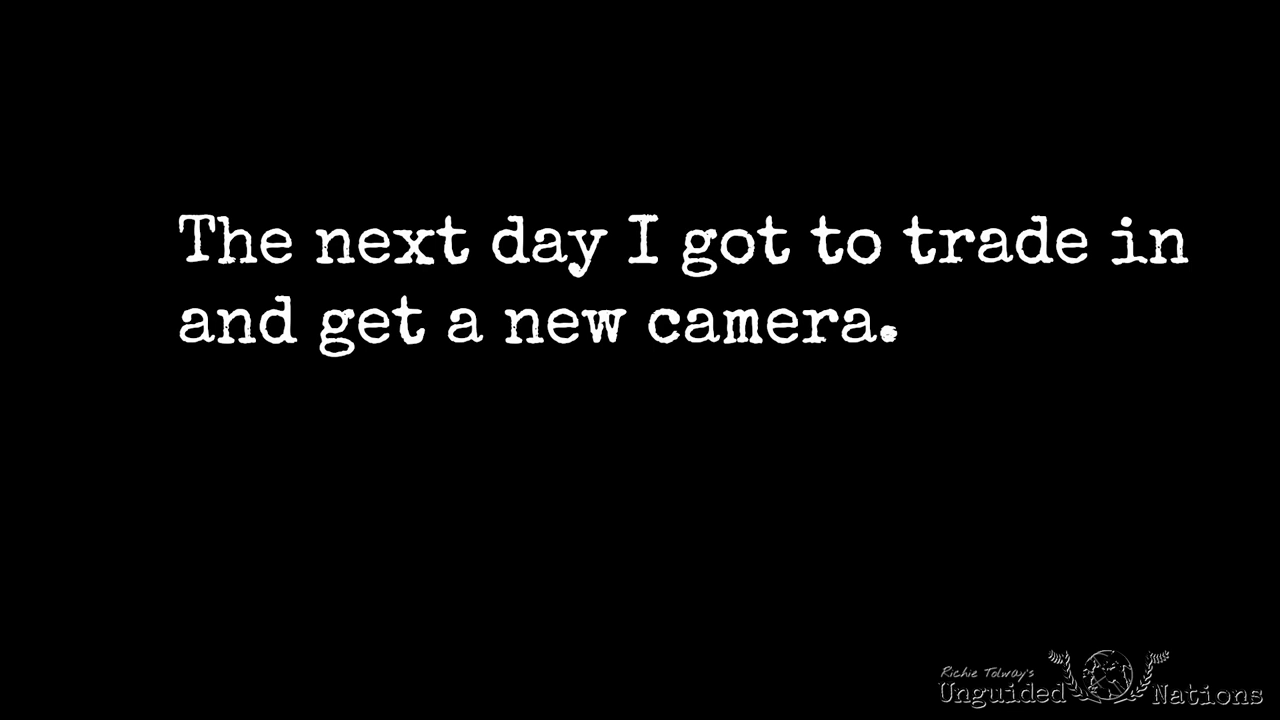 The next day I got to trade in
and get a new camera.
Richie Tolway's
Unguided Nations